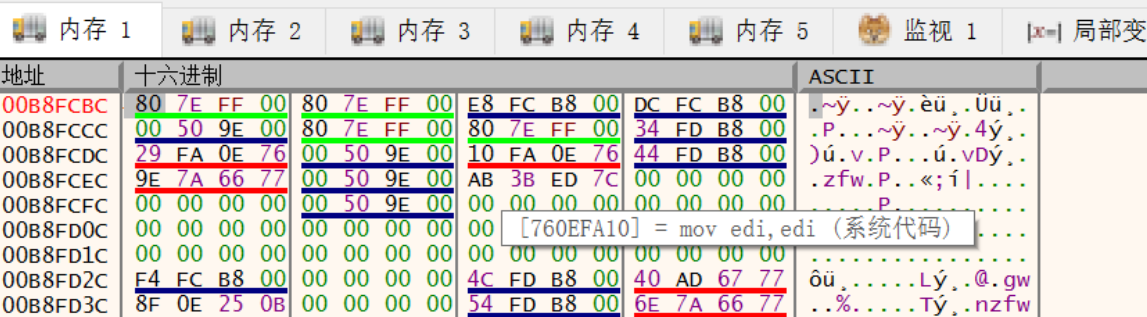 内存 1 内存 2 内存 3 内存 4 内存 5 监视 1 |x=| 局部变
地址 十六进制 ASCII
00B8FCBC 80 7E FF 00 80 7E FF 00 E8 FC B8 00 DC FC B8 00 .~ÿ..~ÿ.èü¸.Üü¸.
00B8FCCC 00 50 9E 00 80 7E FF 00 80 7E FF 00 34 FD B8 00 .P...~ÿ..~ÿ.4ý¸.
00B8FCDC 29 FA 0E 76 00 50 9E 00 10 FA 0E 76 44 FD B8 00 )ú.v.P...ú.vDý¸.
00B8FCEC 9E 7A 66 77 00 50 9E 00 AB 3B ED 7C 00 00 00 00 .zfw.P..«;í|....
00B8FCFC 00 00 00 00 00 50 9E 00 00 00 00 00 00 00 00 00 .....P..........
00B8FD0C 00 00 00 00 00 00 00 00 [760EFA10] = mov edi,edi (系统代码) ....
00B8FD1C 00 00 00 00 00 00 00 00 00 00 00 00 00 00 00 00 ................
00B8FD2C F4 FC B8 00 00 00 00 00 4C FD B8 00 40 AD 67 77 ôü¸.....Lý¸.@.gw
00B8FD3C 8F 0E 25 0B 00 00 00 00 54 FD B8 00 6E 7A 66 77 ..%.....Tý¸.nzfw